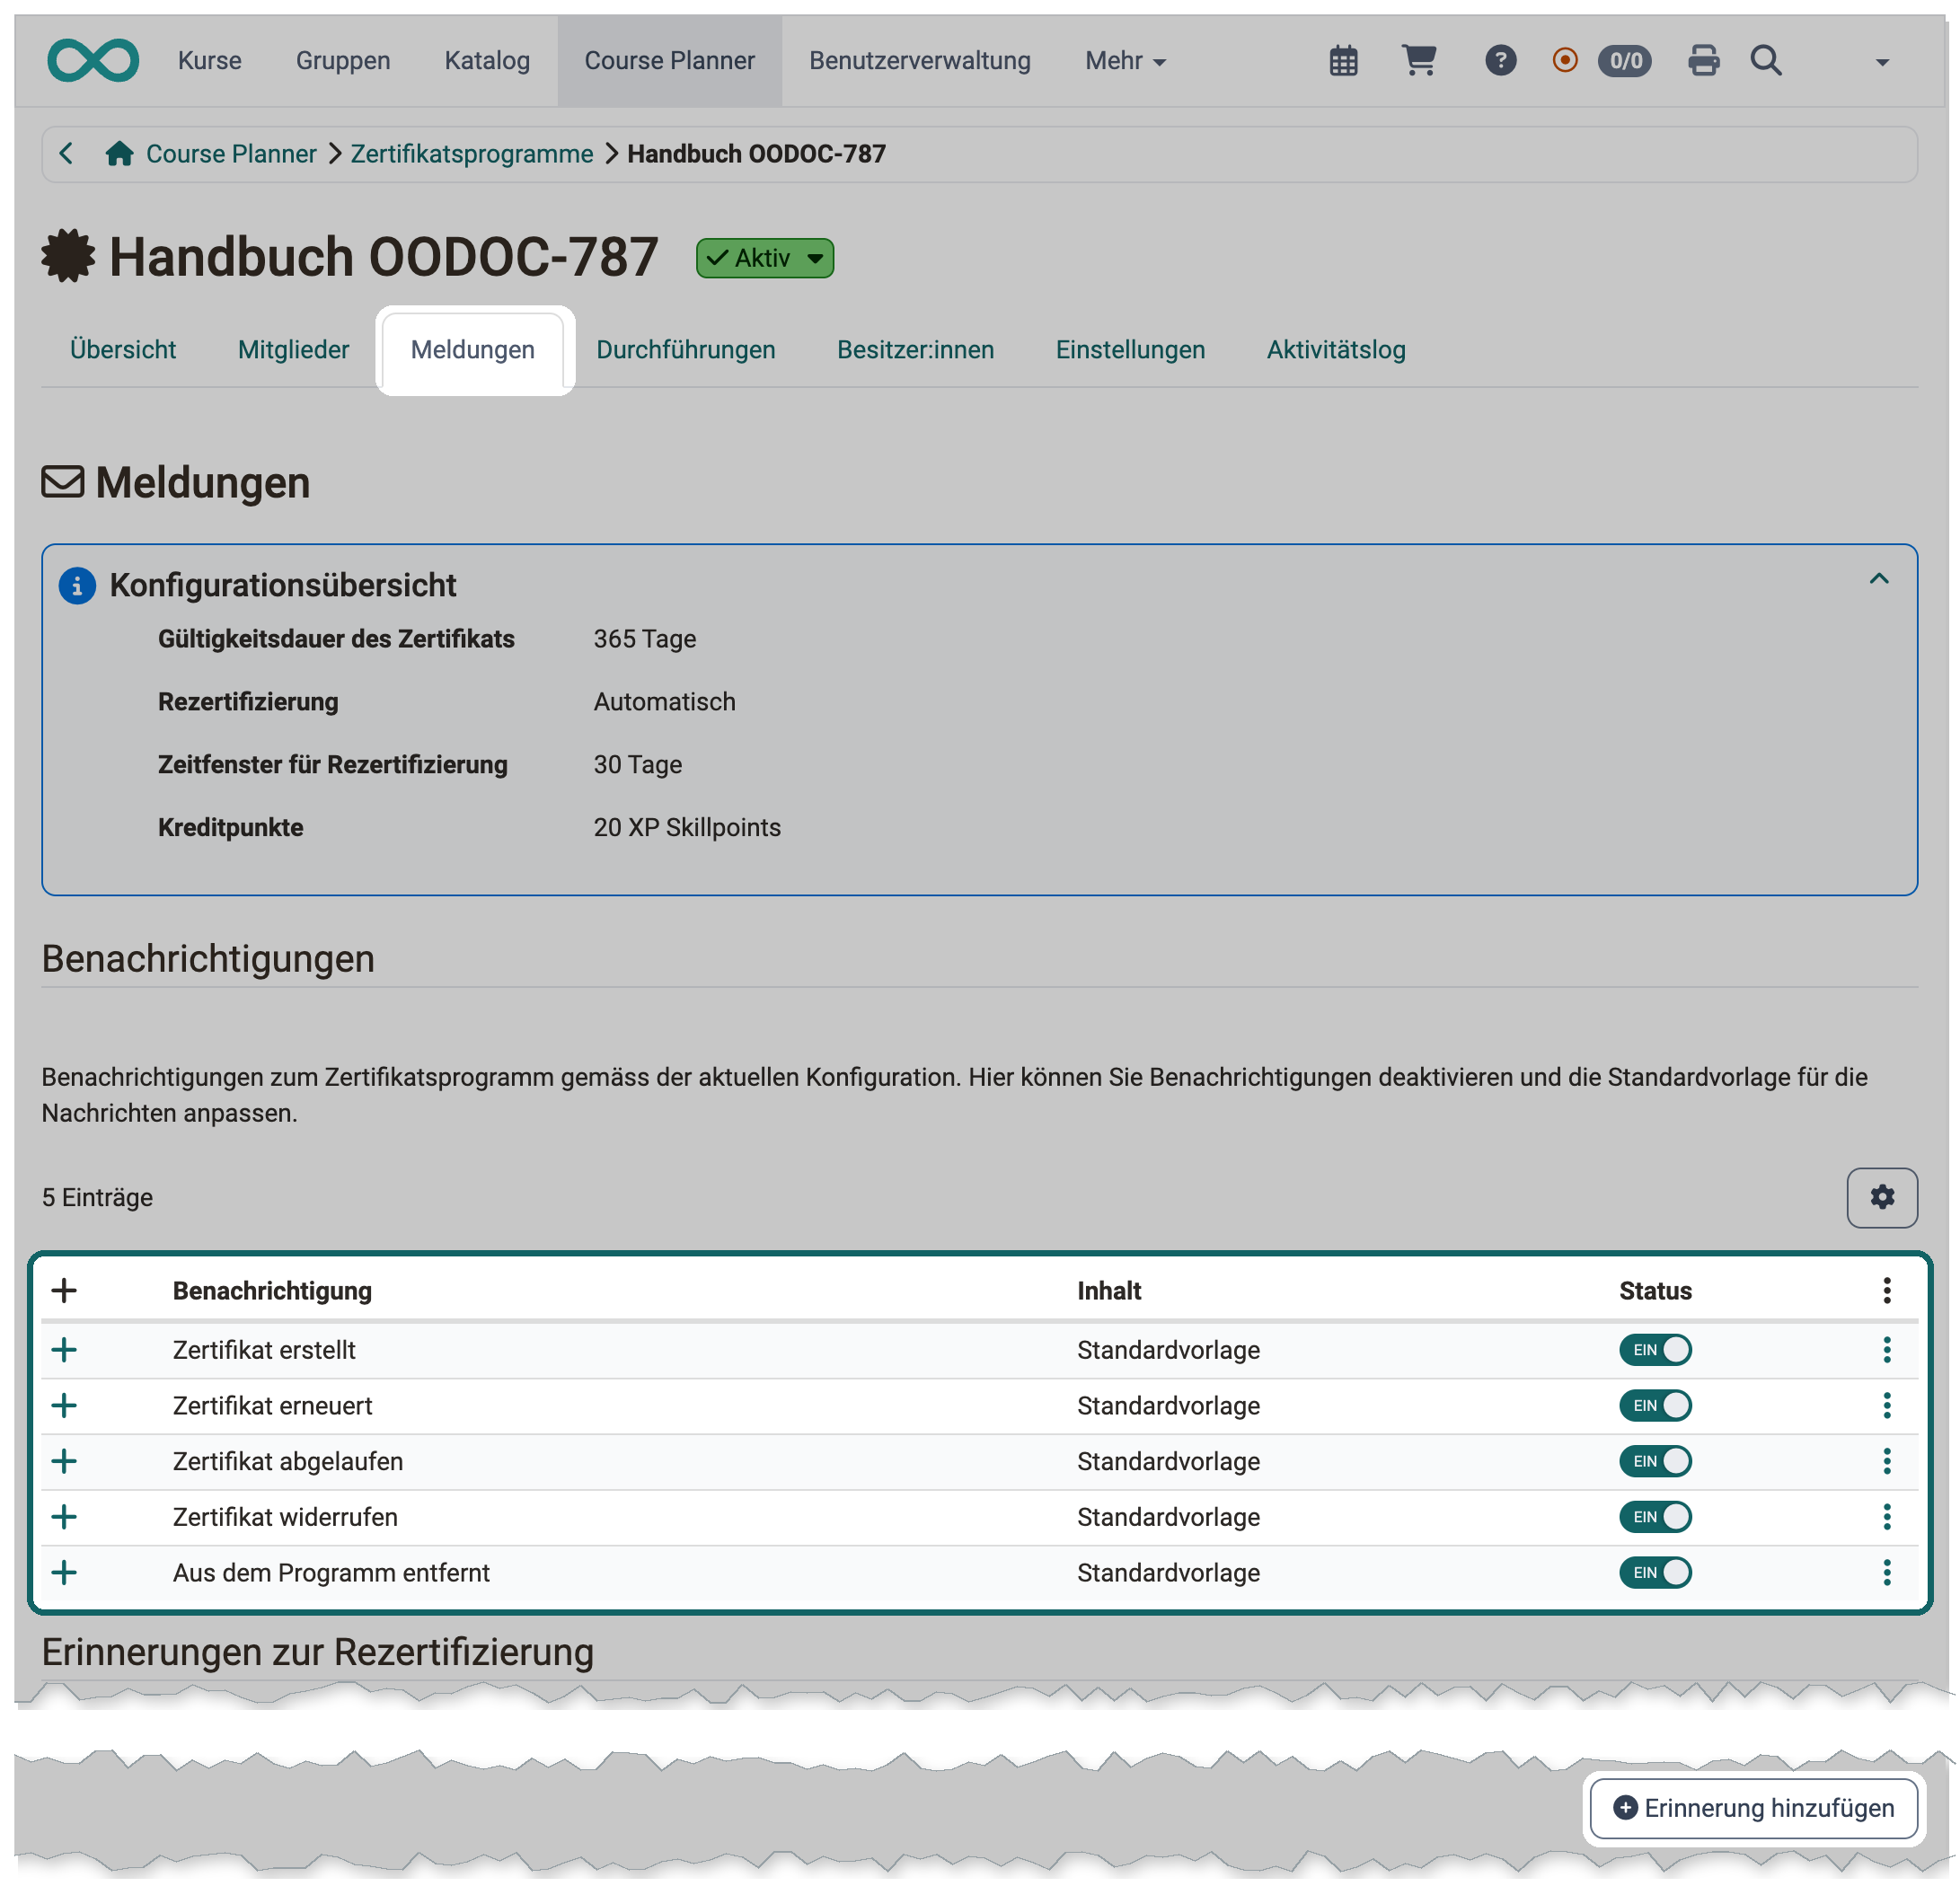 Kurse Gruppen Katalog Course Planner Benutzerverwaltung Mehr ? 0/0
Course Planner Zertifikatsprogramme Handbuch OODOC-787
Handbuch OODOC-787 Aktiv
Übersicht Mitglieder Meldungen Durchführungen Besitzer:innen Einstellungen Aktivitätslog
Meldungen
Konfigurationsübersicht
Gültigkeitsdauer des Zertifikats 365 Tage
Rezertifizierung Automatisch
Zeitfenster für Rezertifizierung 30 Tage
Kreditpunkte 20 XP Skillpoints
Benachrichtigungen
Benachrichtigungen zum Zertifikatsprogramm gemäss der aktuellen Konfiguration. Hier können Sie Benachrichtigungen deaktivieren und die Standardvorlage für die
Nachrichten anpassen.
5 Einträge
Benachrichtigung Inhalt Status
Zertifikat erstellt Standardvorlage EIN
Zertifikat erneuert Standardvorlage EIN
Zertifikat abgelaufen Standardvorlage EIN
Zertifikat widerrufen Standardvorlage EIN
Aus dem Programm entfernt Standardvorlage EIN
Erinnerungen zur Rezertifizierung
Erinnerung hinzufügen